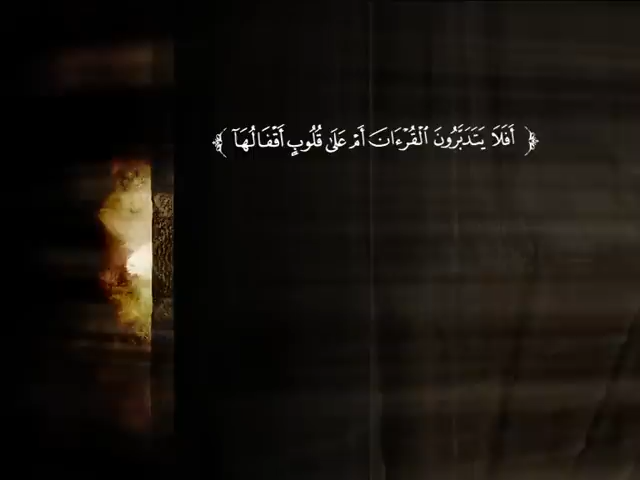 ﴿ أَفَلَا يَتَدَبَّرُونَ ٱلْقُرْءَانَ أَمْ عَلَىٰ قُلُوبٍ أَقْفَالُهَآ ﴾